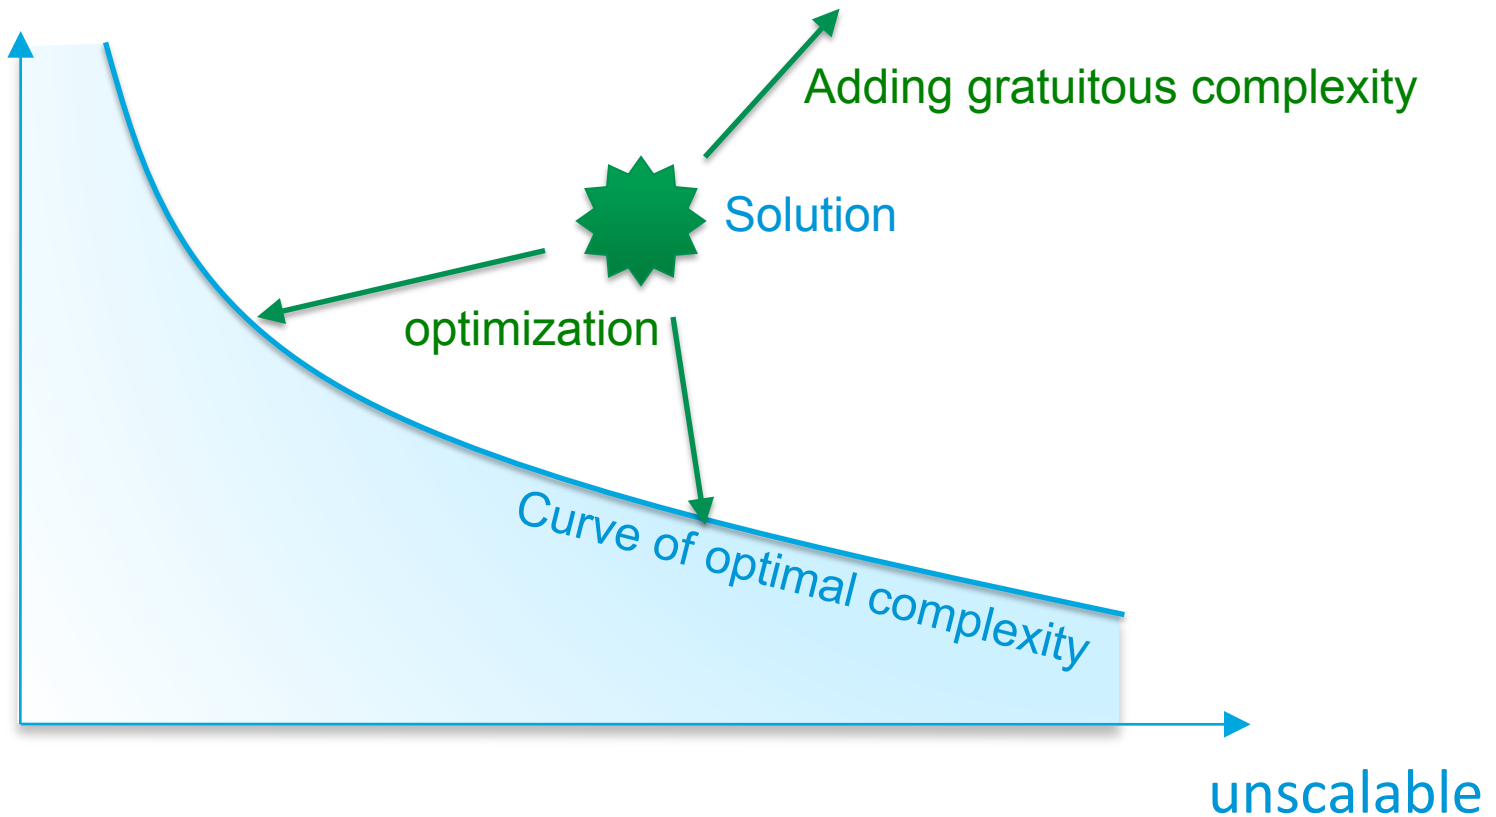 Adding gratuitous complexity
Solution
optimization
Curve of optimal complexity
unscalable